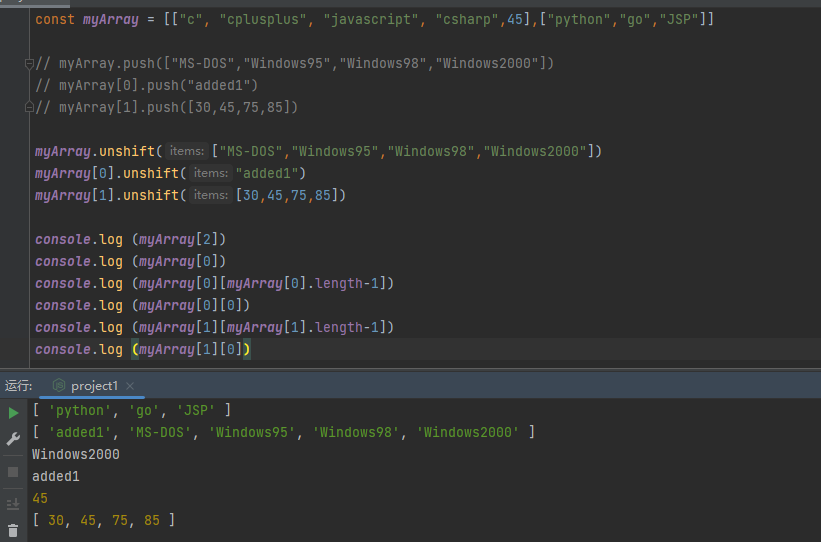 const myArray = [["c", "cplusplus", "javascript", "csharp",45],["python","go","JSP"]]
// myArray.push(["MS-DOS","Windows95","Windows98","Windows2000"])
// myArray[0].push("added1")
// myArray[1].push([30,45,75,85])
myArray.unshift( items: ["MS-DOS","Windows95","Windows98","Windows2000"])
myArray[0].unshift( items: "added1")
myArray[1].unshift( items: [30,45,75,85])
console.log (myArray[2])
console.log (myArray[0])
console.log (myArray[0][myArray[0].length-1])
console.log (myArray[0][0])
console.log (myArray[1][myArray[1].length-1])
console.log (myArray[1][0])
运行: project1 ×
[ 'python', 'go', 'JSP' ]
[ 'added1', 'MS-DOS', 'Windows95', 'Windows98', 'Windows2000' ]
Windows2000
added1
45
[ 30, 45, 75, 85 ]